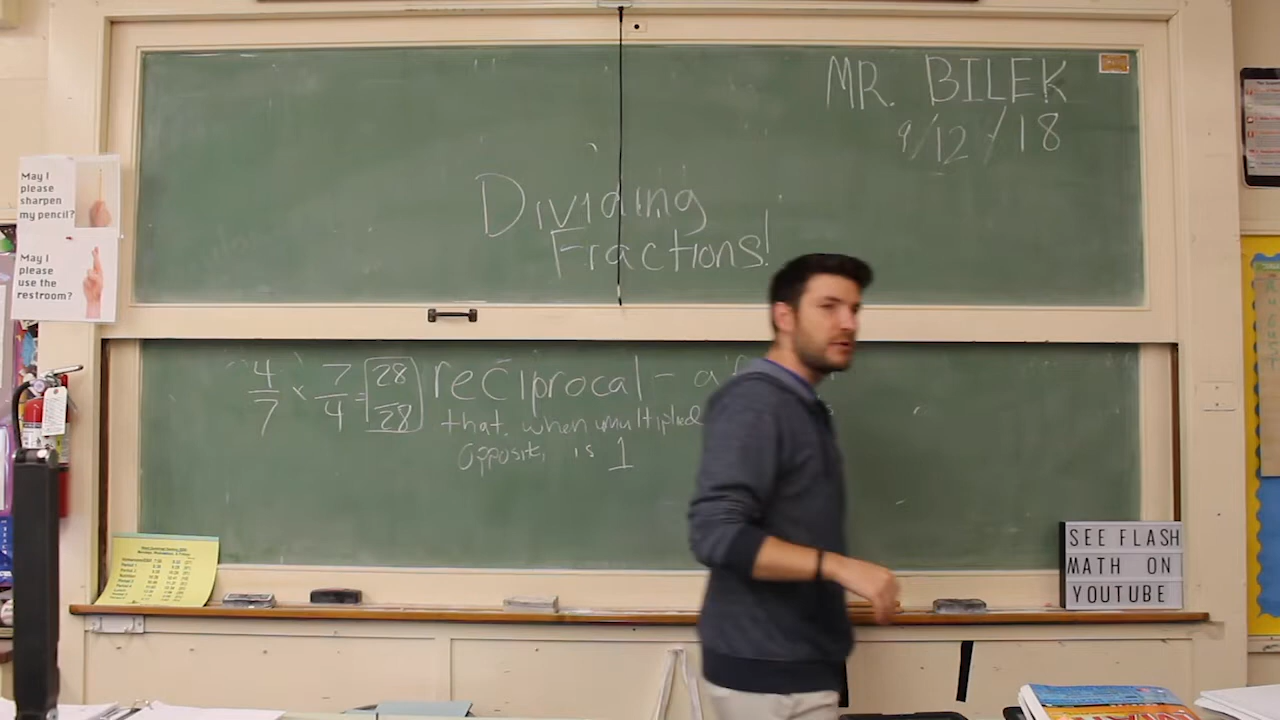 MR. BILEK
9/12/18
Dividing
Fractions!
May I
please
sharpen
my pencil?
May I
please
use the
restroom?
4/7 × 7/4 = 28/28
reciprocal - a
that, when multiplied
opposite, is 1
SEE FLASH
MATH ON
YOUTUBE